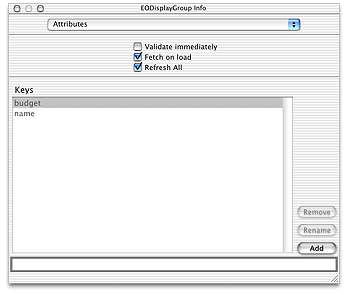 EODisplayGroup Info
Attributes
Validate immediately
Fetch on load
Refresh All
Keys
budget
name
Remove
Rename
Add